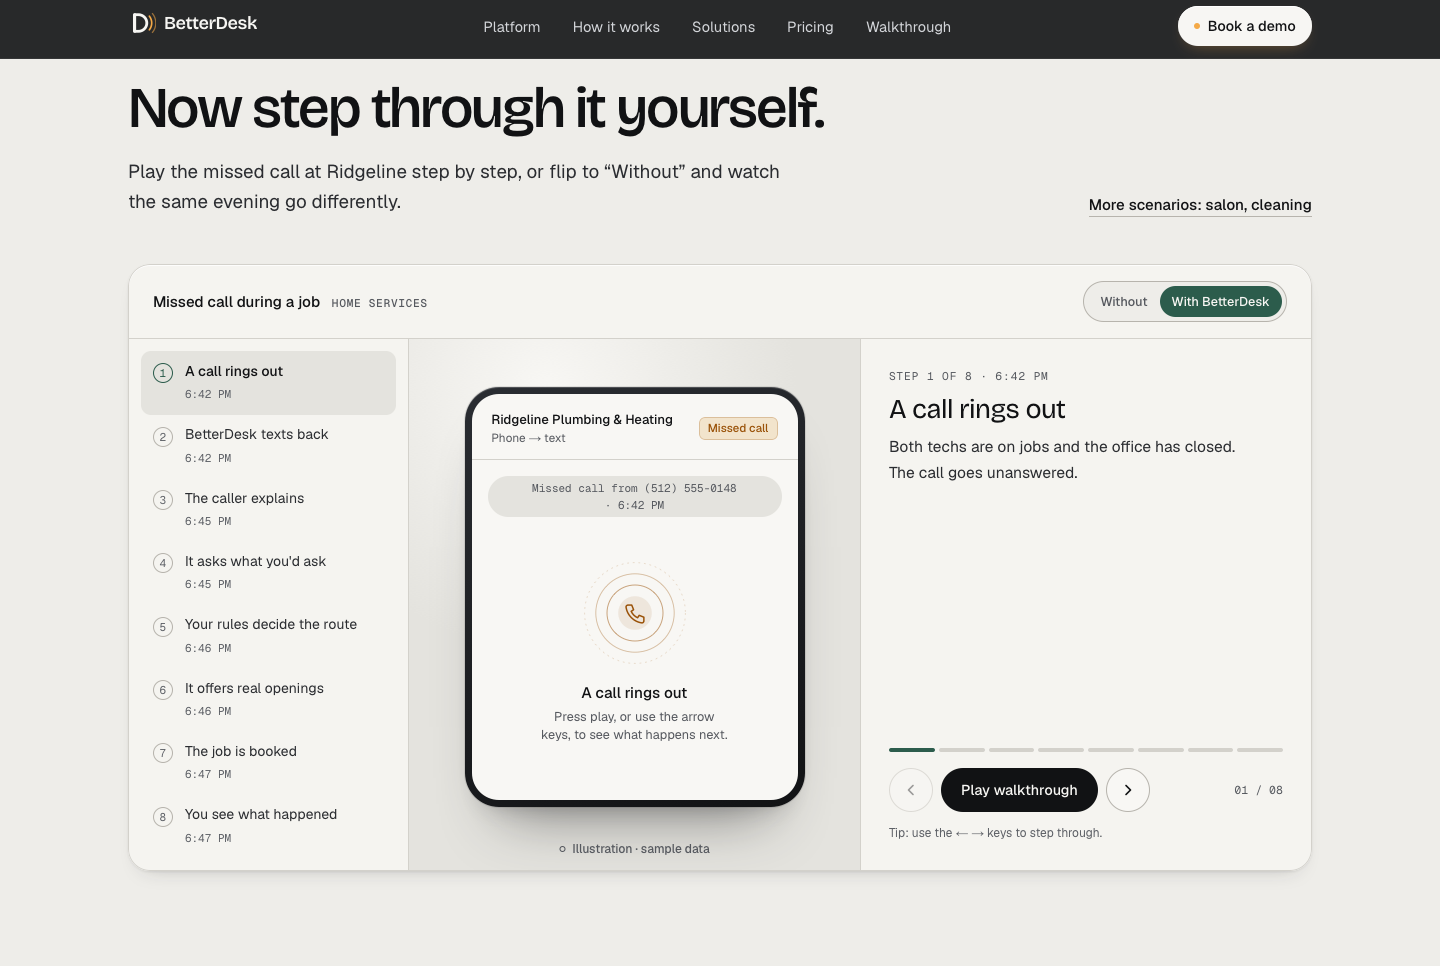 BetterDesk
Platform
How it works
Solutions
Pricing
Walkthrough
Book a demo
Now step through it yourself.
Play the missed call at Ridgeline step by step, or flip to “Without” and watch
the same evening go differently.
More scenarios: salon, cleaning
Missed call during a job
HOME SERVICES
Without
With BetterDesk
1
A call rings out
6:42 PM
2
BetterDesk texts back
6:42 PM
3
The caller explains
6:45 PM
4
It asks what you'd ask
6:45 PM
5
Your rules decide the route
6:46 PM
6
It offers real openings
6:46 PM
7
The job is booked
6:47 PM
8
You see what happened
6:47 PM
Ridgeline Plumbing & Heating
Phone → text
Missed call
Missed call from (512) 555-0148
· 6:42 PM
A call rings out
Press play, or use the arrow
keys, to see what happens next.
Illustration · sample data
STEP 1 OF 8 · 6:42 PM
A call rings out
Both techs are on jobs and the office has closed.
The call goes unanswered.
Play walkthrough
01 / 08
Tip: use the ← → keys to step through.